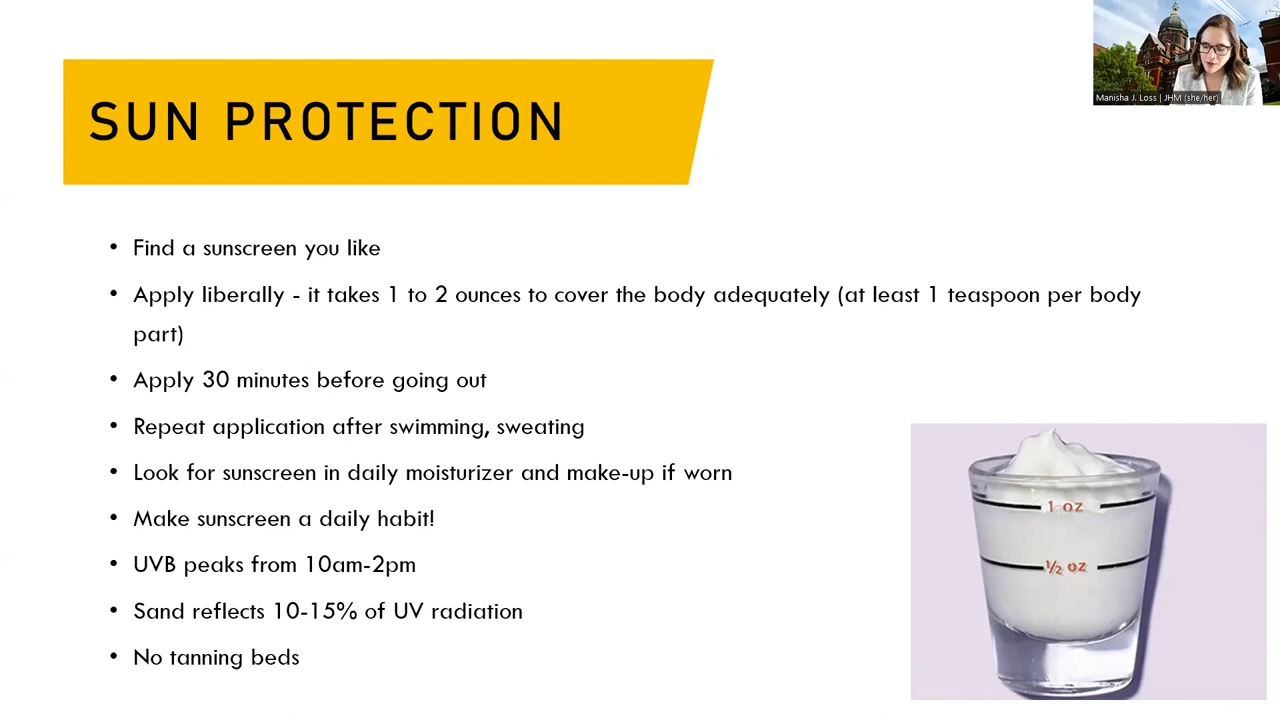 Manisha J. Loss | JHM (she/her)
SUN PROTECTION
• Find a sunscreen you like
• Apply liberally - it takes 1 to 2 ounces to cover the body adequately (at least 1 teaspoon per body
part)
• Apply 30 minutes before going out
• Repeat application after swimming, sweating
• Look for sunscreen in daily moisturizer and make-up if worn
• Make sunscreen a daily habit!
• UVB peaks from 10am-2pm
• Sand reflects 10-15% of UV radiation
• No tanning beds
1 oz
½ oz